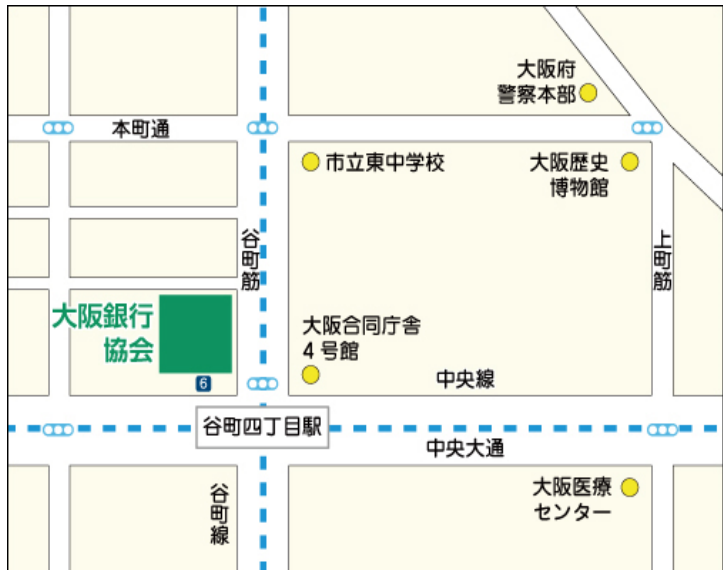 大阪府
警察本部
本町通
市立東中学校
大阪歴史
博物館
谷町筋
上町筋
大阪銀行
協会
大阪合同庁舎
4号館
6
中央線
谷町四丁目駅
中央大通
谷町線
大阪医療
センター